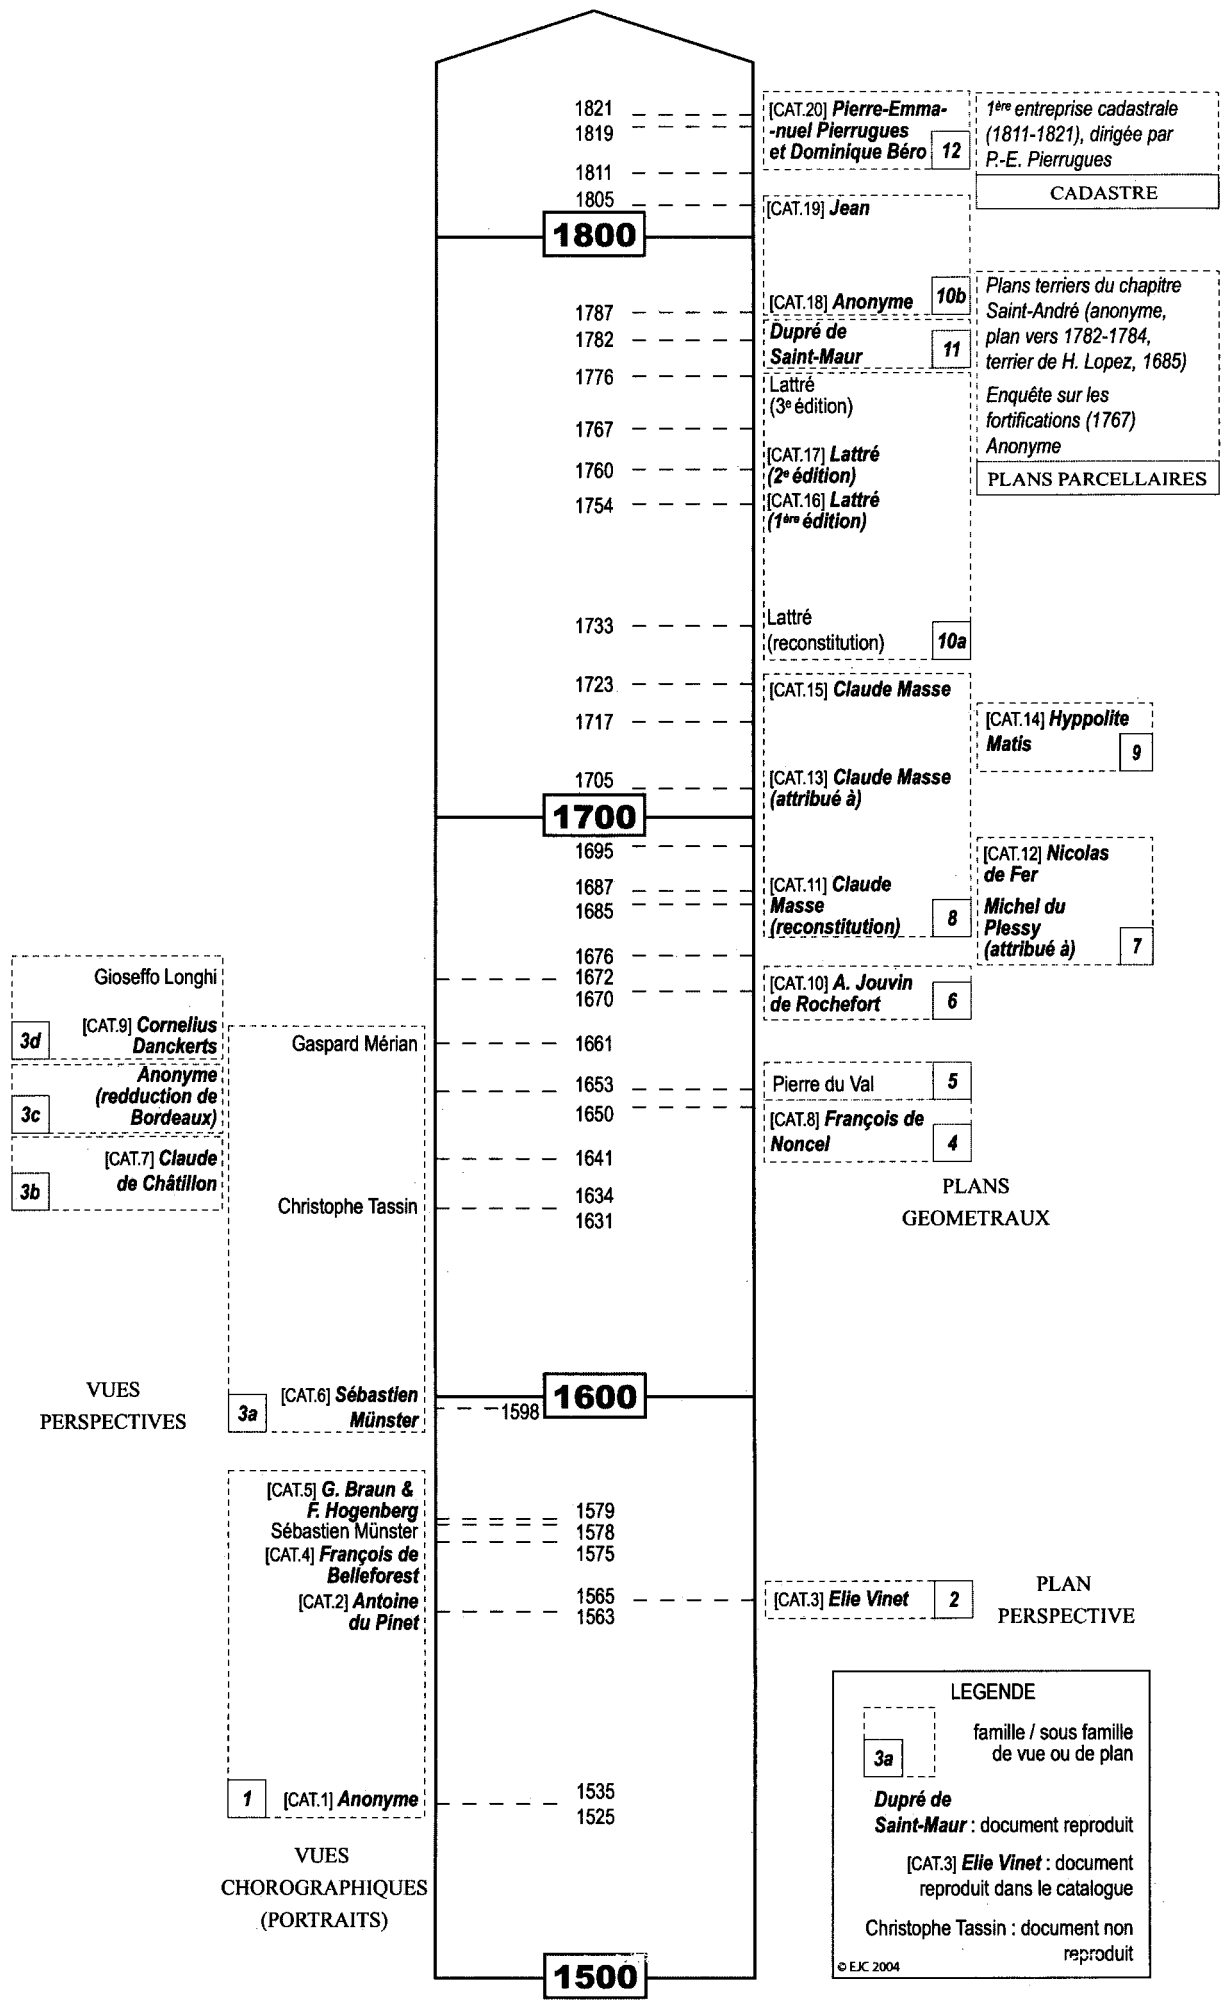 1821
1819
1811
1805
1800
1787
1782
1776
1767
1760
1754
1733
1723
1717
1705
1700
1695
1687
1685
1676
1672
1670
1661
1653
1650
1641
1634
1631
1600
1598
1579
1578
1575
1565
1563
1535
1525
1500
[CAT.20] Pierre-Emma-
-nuel Pierrugues
et Dominique Béro
12
1ère entreprise cadastrale
(1811-1821), dirigée par
P.-E. Pierrugues
CADASTRE
[CAT.19] Jean
[CAT.18] Anonyme
10b
Dupré de
Saint-Maur
11
Plans terriers du chapitre
Saint-André (anonyme,
plan vers 1782-1784,
terrier de H. Lopez, 1685)
Enquête sur les
fortifications (1767)
Anonyme
PLANS PARCELLAIRES
Lattré
(3e édition)
[CAT.17] Lattré
(2e édition)
[CAT.16] Lattré
(1ère édition)
Lattré
(reconstitution)
10a
[CAT.15] Claude Masse
[CAT.14] Hyppolite
Matis
9
[CAT.13] Claude Masse
(attribué à)
[CAT.12] Nicolas
de Fer
Michel du
Plessy
(attribué à)
7
[CAT.11] Claude
Masse
(reconstitution)
8
[CAT.10] A. Jouvin
de Rochefort
6
Pierre du Val
5
[CAT.8] François de
Noncel
4
PLANS
GEOMETRAUX
Gioseffo Longhi
[CAT.9] Cornelius
Danckerts
3d
Anonyme
(redduction de
Bordeaux)
3c
[CAT.7] Claude
de Châtillon
3b
Gaspard Mérian
Christophe Tassin
[CAT.6] Sébastien
Münster
3a
VUES
PERSPECTIVES
[CAT.5] G. Braun &
F. Hogenberg
Sébastien Münster
[CAT.4] François de
Belleforest
[CAT.2] Antoine
du Pinet
1
[CAT.1] Anonyme
VUES
CHOROGRAPHIQUES
(PORTRAITS)
[CAT.3] Elie Vinet
2
PLAN
PERSPECTIVE
LEGENDE
3a
famille / sous famille
de vue ou de plan
Dupré de
Saint-Maur : document reproduit
[CAT.3] Elie Vinet : document
reproduit dans le catalogue
Christophe Tassin : document non
reproduit
© EJC 2004